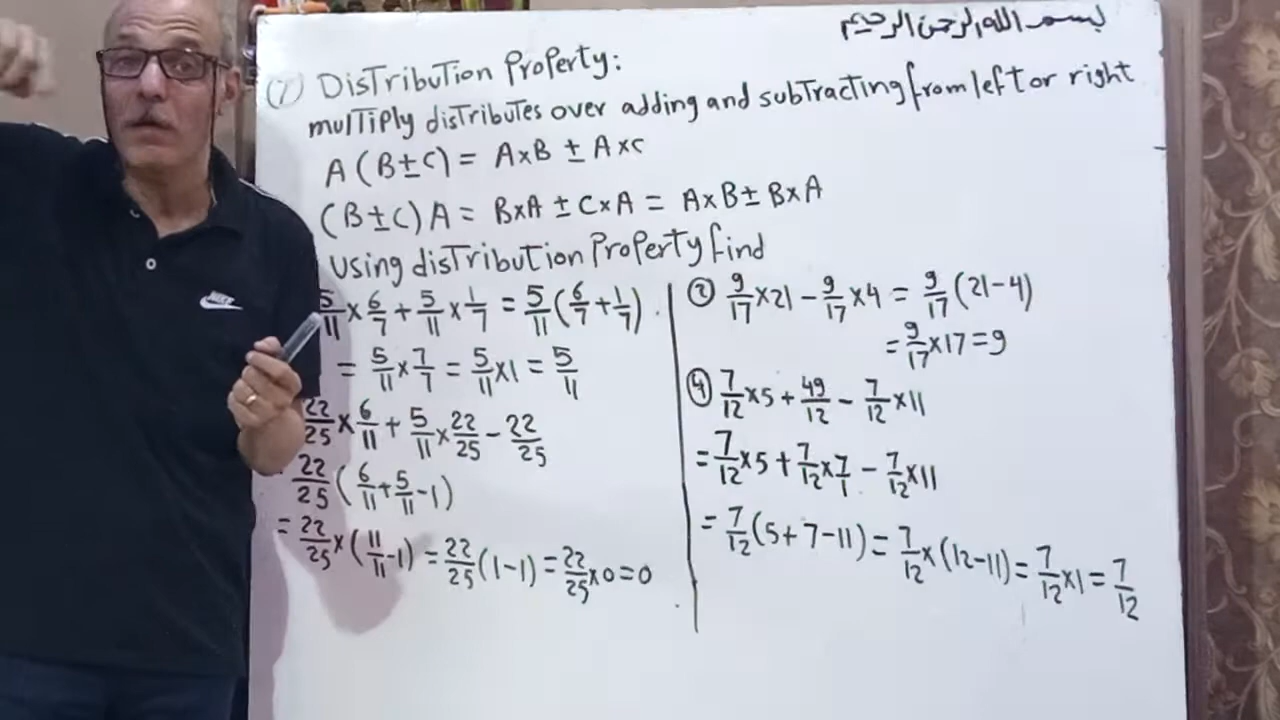 بسم الله الرحمن الرحيم
(7) Distribution Property:
multiply distributes over adding and subtracting from left or right
A (B±C) = A×B ± A×C
(B±C) A = B×A ± C×A = A×B ± B×A
using distribution Property find
5/11 × 6/7 + 5/11 × 1/7 = 5/11 (6/7 + 1/7)
= 5/11 × 7/7 = 5/11 × 1 = 5/11
22/25 × 6/11 + 5/11 × 22/25 - 22/25
22/25 (6/11 + 5/11 - 1)
= 22/25 × (11/11 - 1) = 22/25 (1-1) = 22/25 × 0 = 0
② 9/17 × 21 - 9/17 × 4 = 9/17 (21-4)
= 9/17 × 17 = 9
④ 7/12 × 5 + 49/12 - 7/12 × 11
= 7/12 × 5 + 7/12 × 7/1 - 7/12 × 11
= 7/12 (5+7-11) = 7/12 × (12-11) = 7/12 × 1 = 7/12